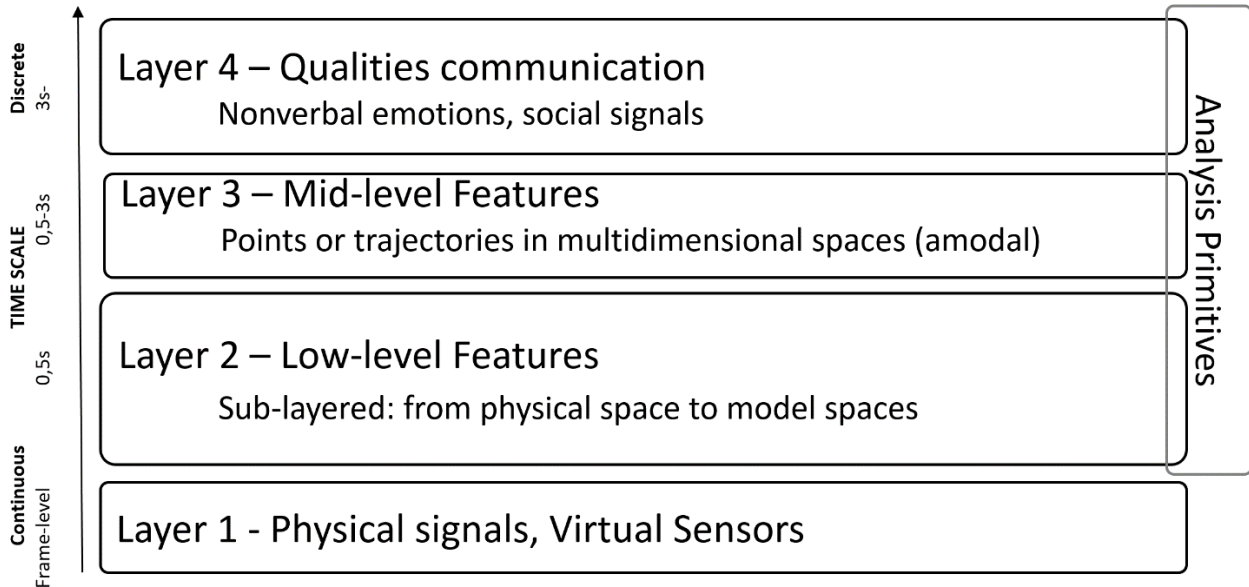 Layer 4 – Qualities communication
Nonverbal emotions, social signals
Layer 3 – Mid-level Features
Points or trajectories in multidimensional spaces (amodal)
Layer 2 – Low-level Features
Sub-layered: from physical space to model spaces
Layer 1 - Physical signals, Virtual Sensors
Analysis Primitives
Discrete
3s-
TIME SCALE
0,5-3s
0,5s
Continuous
Frame-level